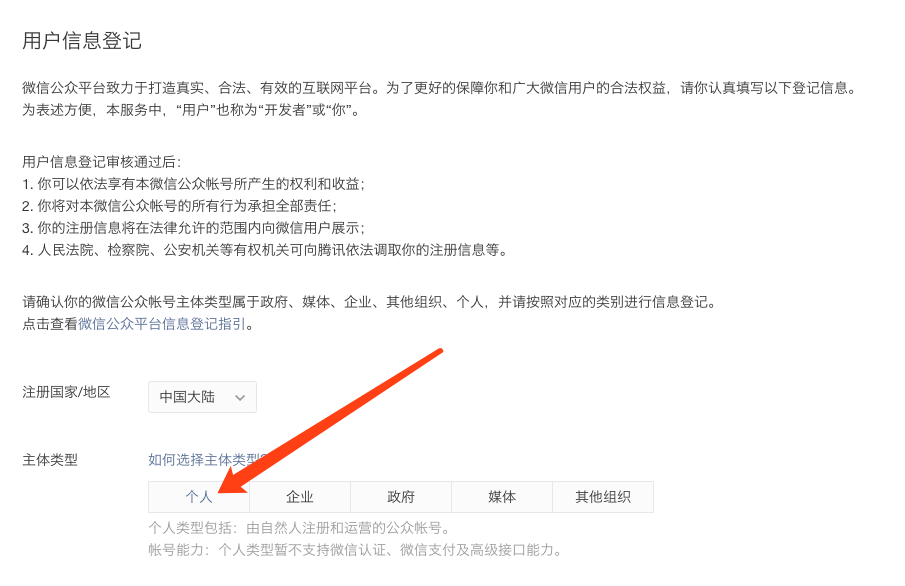 用户信息登记
微信公众平台致力于打造真实、合法、有效的互联网平台。为了更好的保障你和广大微信用户的合法权益，请你认真填写以下登记信息。
为表述方便，本服务中，“用户”也称为“开发者”或“你”。
用户信息登记审核通过后：
1. 你可以依法享有本微信公众帐号所产生的权利和收益；
2. 你将对本微信公众帐号的所有行为承担全部责任；
3. 你的注册信息将在法律允许的范围内向微信用户展示；
4. 人民法院、检察院、公安机关等有权机关可向腾讯依法调取你的注册信息等。
请确认你的微信公众帐号主体类型属于政府、媒体、企业、其他组织、个人，并请按照对应的类别进行信息登记。
点击查看微信公众平台信息登记指引。
注册国家/地区 中国大陆
主体类型 如何选择主体类型?
个人 企业 政府 媒体 其他组织
个人类型包括：由自然人注册和运营的公众帐号。
帐号能力：个人类型暂不支持微信认证、微信支付及高级接口能力。